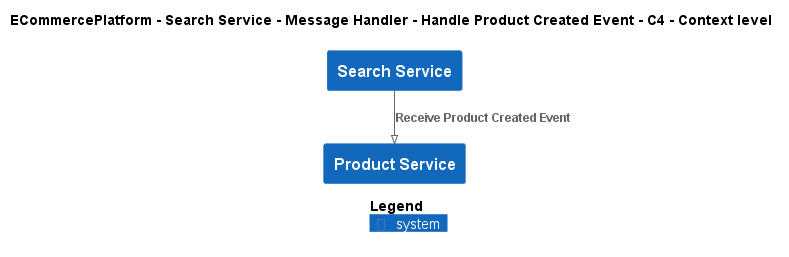 ECommercePlatform - Search Service - Message Handler - Handle Product Created Event - C4 - Context level
Search Service
Receive Product Created Event
Product Service
Legend
system